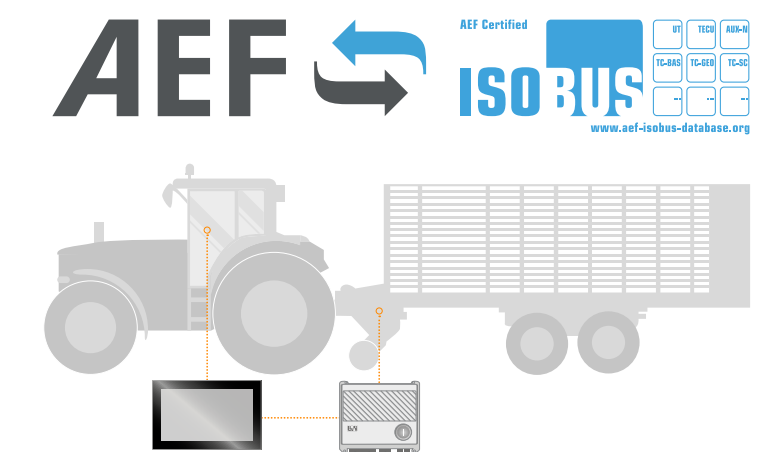 AEF
AEF Certified
ISOBUS
UT TECU AUX-N
TC-BAS TC-GEO TC-SC
-- -- --
www.aef-isobus-database.org